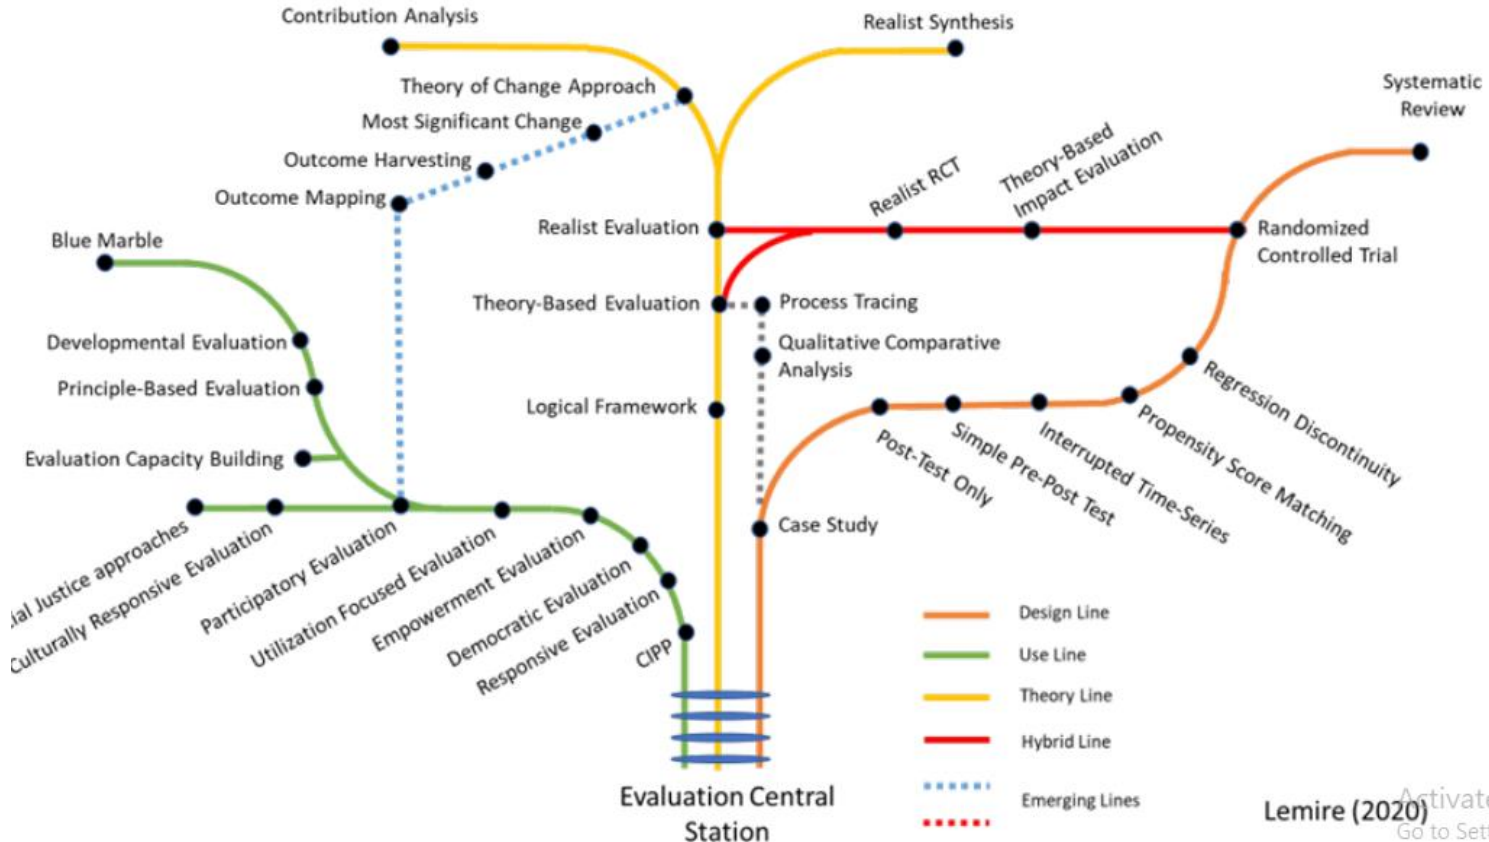 Contribution Analysis
Realist Synthesis
Theory of Change Approach
Most Significant Change
Outcome Harvesting
Outcome Mapping
Systematic
Review
Realist RCT
Theory-Based
Impact Evaluation
Blue Marble
Realist Evaluation
Randomized
Controlled Trial
Theory-Based Evaluation
Process Tracing
Developmental Evaluation
Qualitative Comparative
Analysis
Principle-Based Evaluation
Logical Framework
Regression Discontinuity
Propensity Score Matching
Interrupted Time-Series
Simple Pre-Post Test
Post-Test Only
Evaluation Capacity Building
Case Study
Justice approaches
Culturally Responsive Evaluation
Participatory Evaluation
Utilization Focused Evaluation
Empowerment Evaluation
Democratic Evaluation
Responsive Evaluation
CIPP
Design Line
Use Line
Theory Line
Hybrid Line
Emerging Lines
Evaluation Central
Station
Lemire (2020)
Activate
Go to